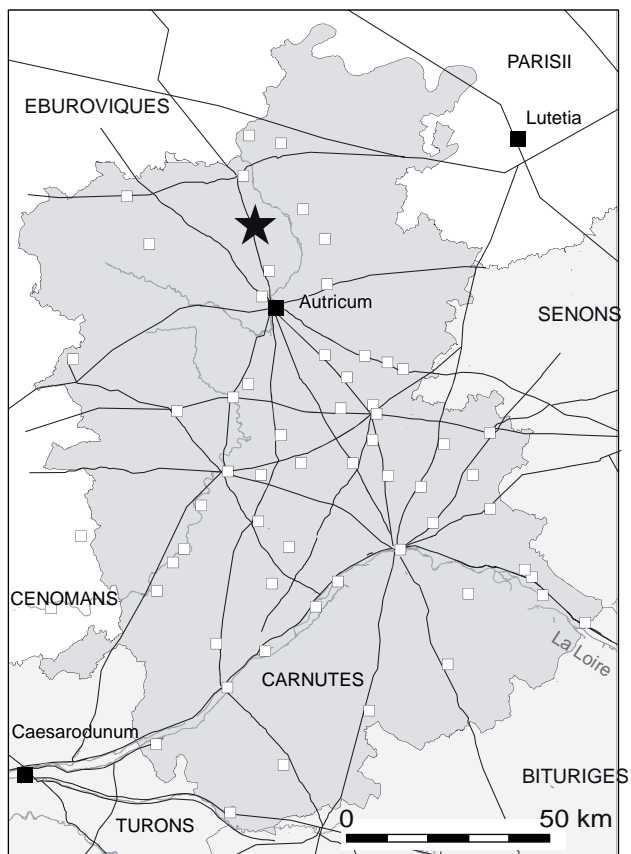 PARISII
EBUROVIQUES
Lutetia
Autricum
SENONS
CENOMANS
La Loire
CARNUTES
Caesarodunum
BITURIGES
TURONS
0 50 km